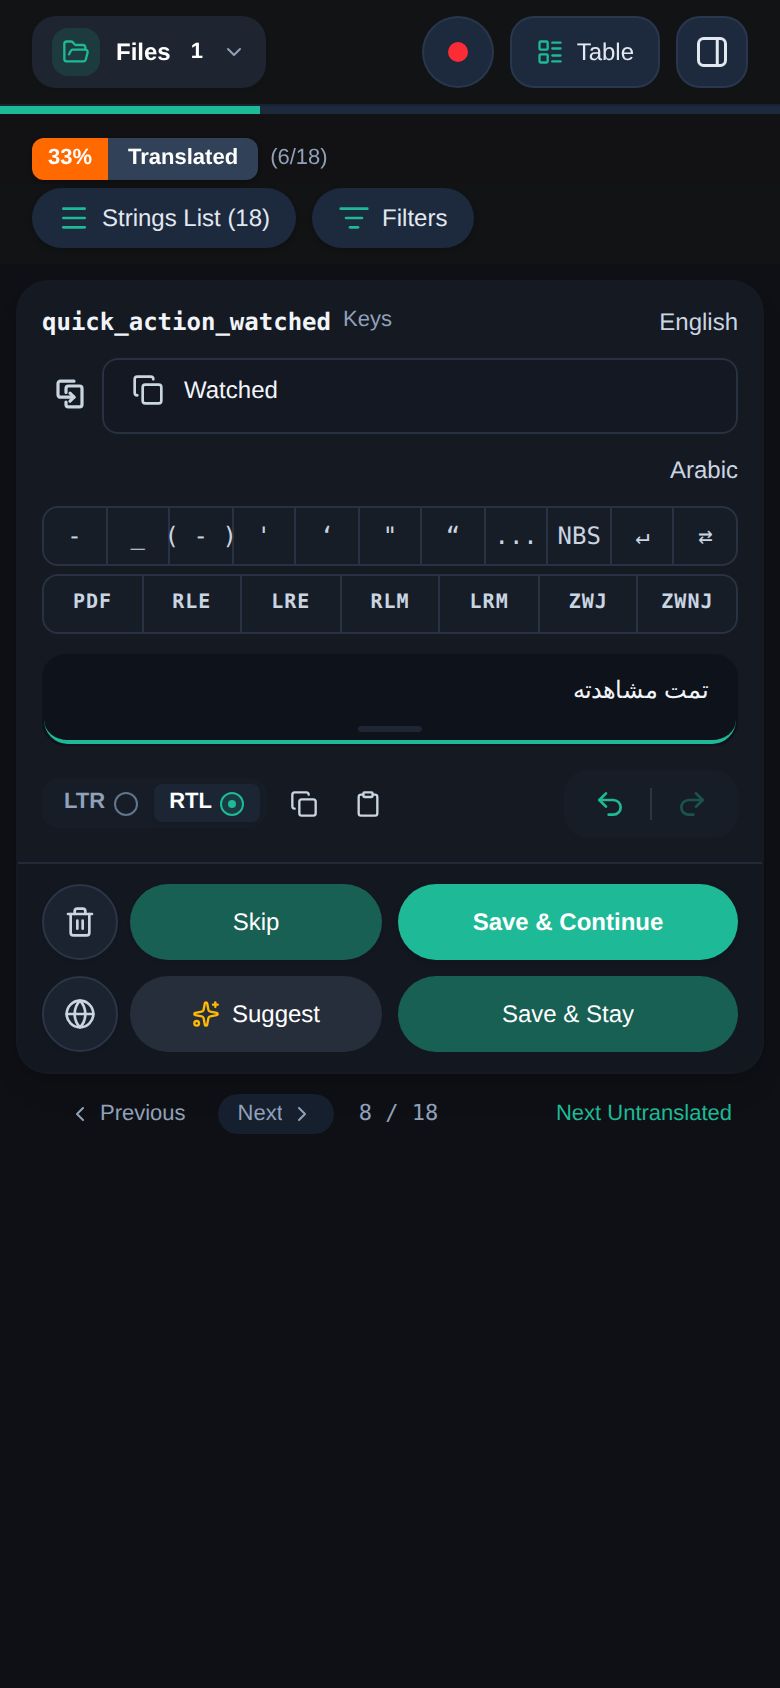 Files 1
Table
33% Translated (6/18)
Strings List (18)
Filters
quick_action_watched Keys English
Watched
Arabic
- _ ( - ) ' ‘ " “ ... NBS ↵ ⇄
PDF RLE LRE RLM LRM ZWJ ZWNJ
تمت مشاهدته
LTR RTL
Skip Save & Continue
Suggest Save & Stay
Previous Next 8 / 18 Next Untranslated